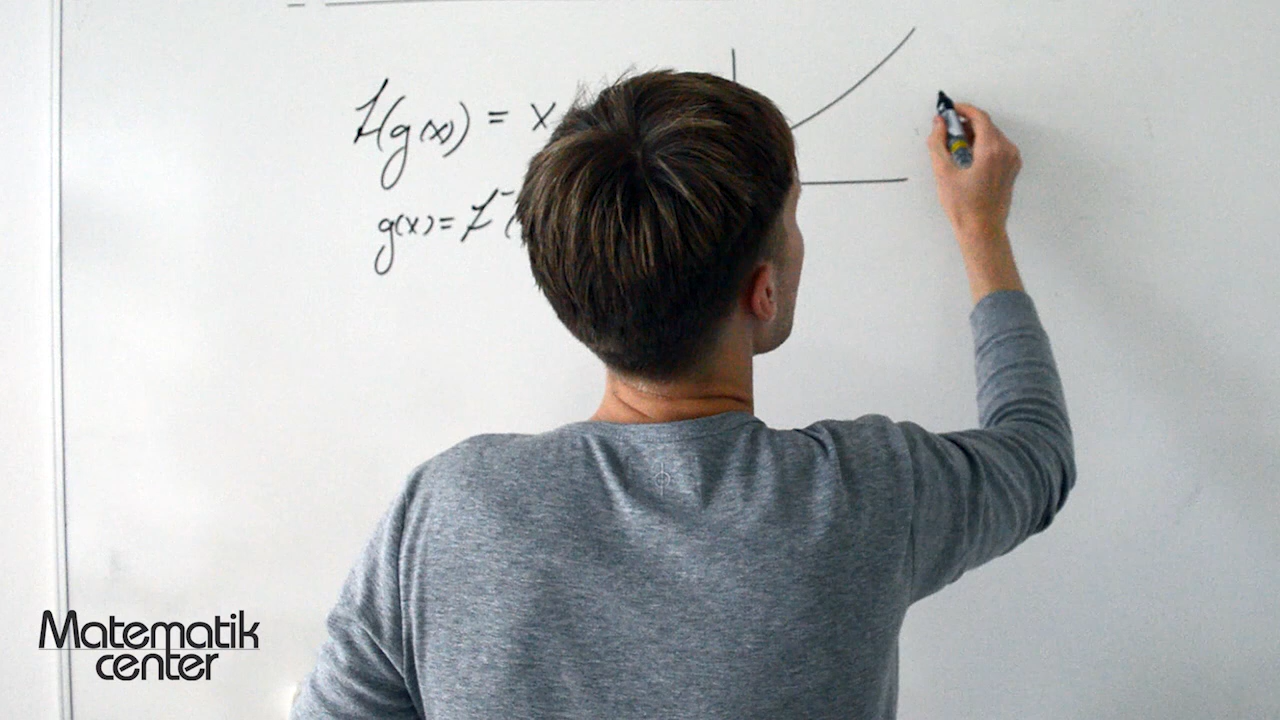 f(g(x)) = x
g(x) = f⁻
Matematik
center